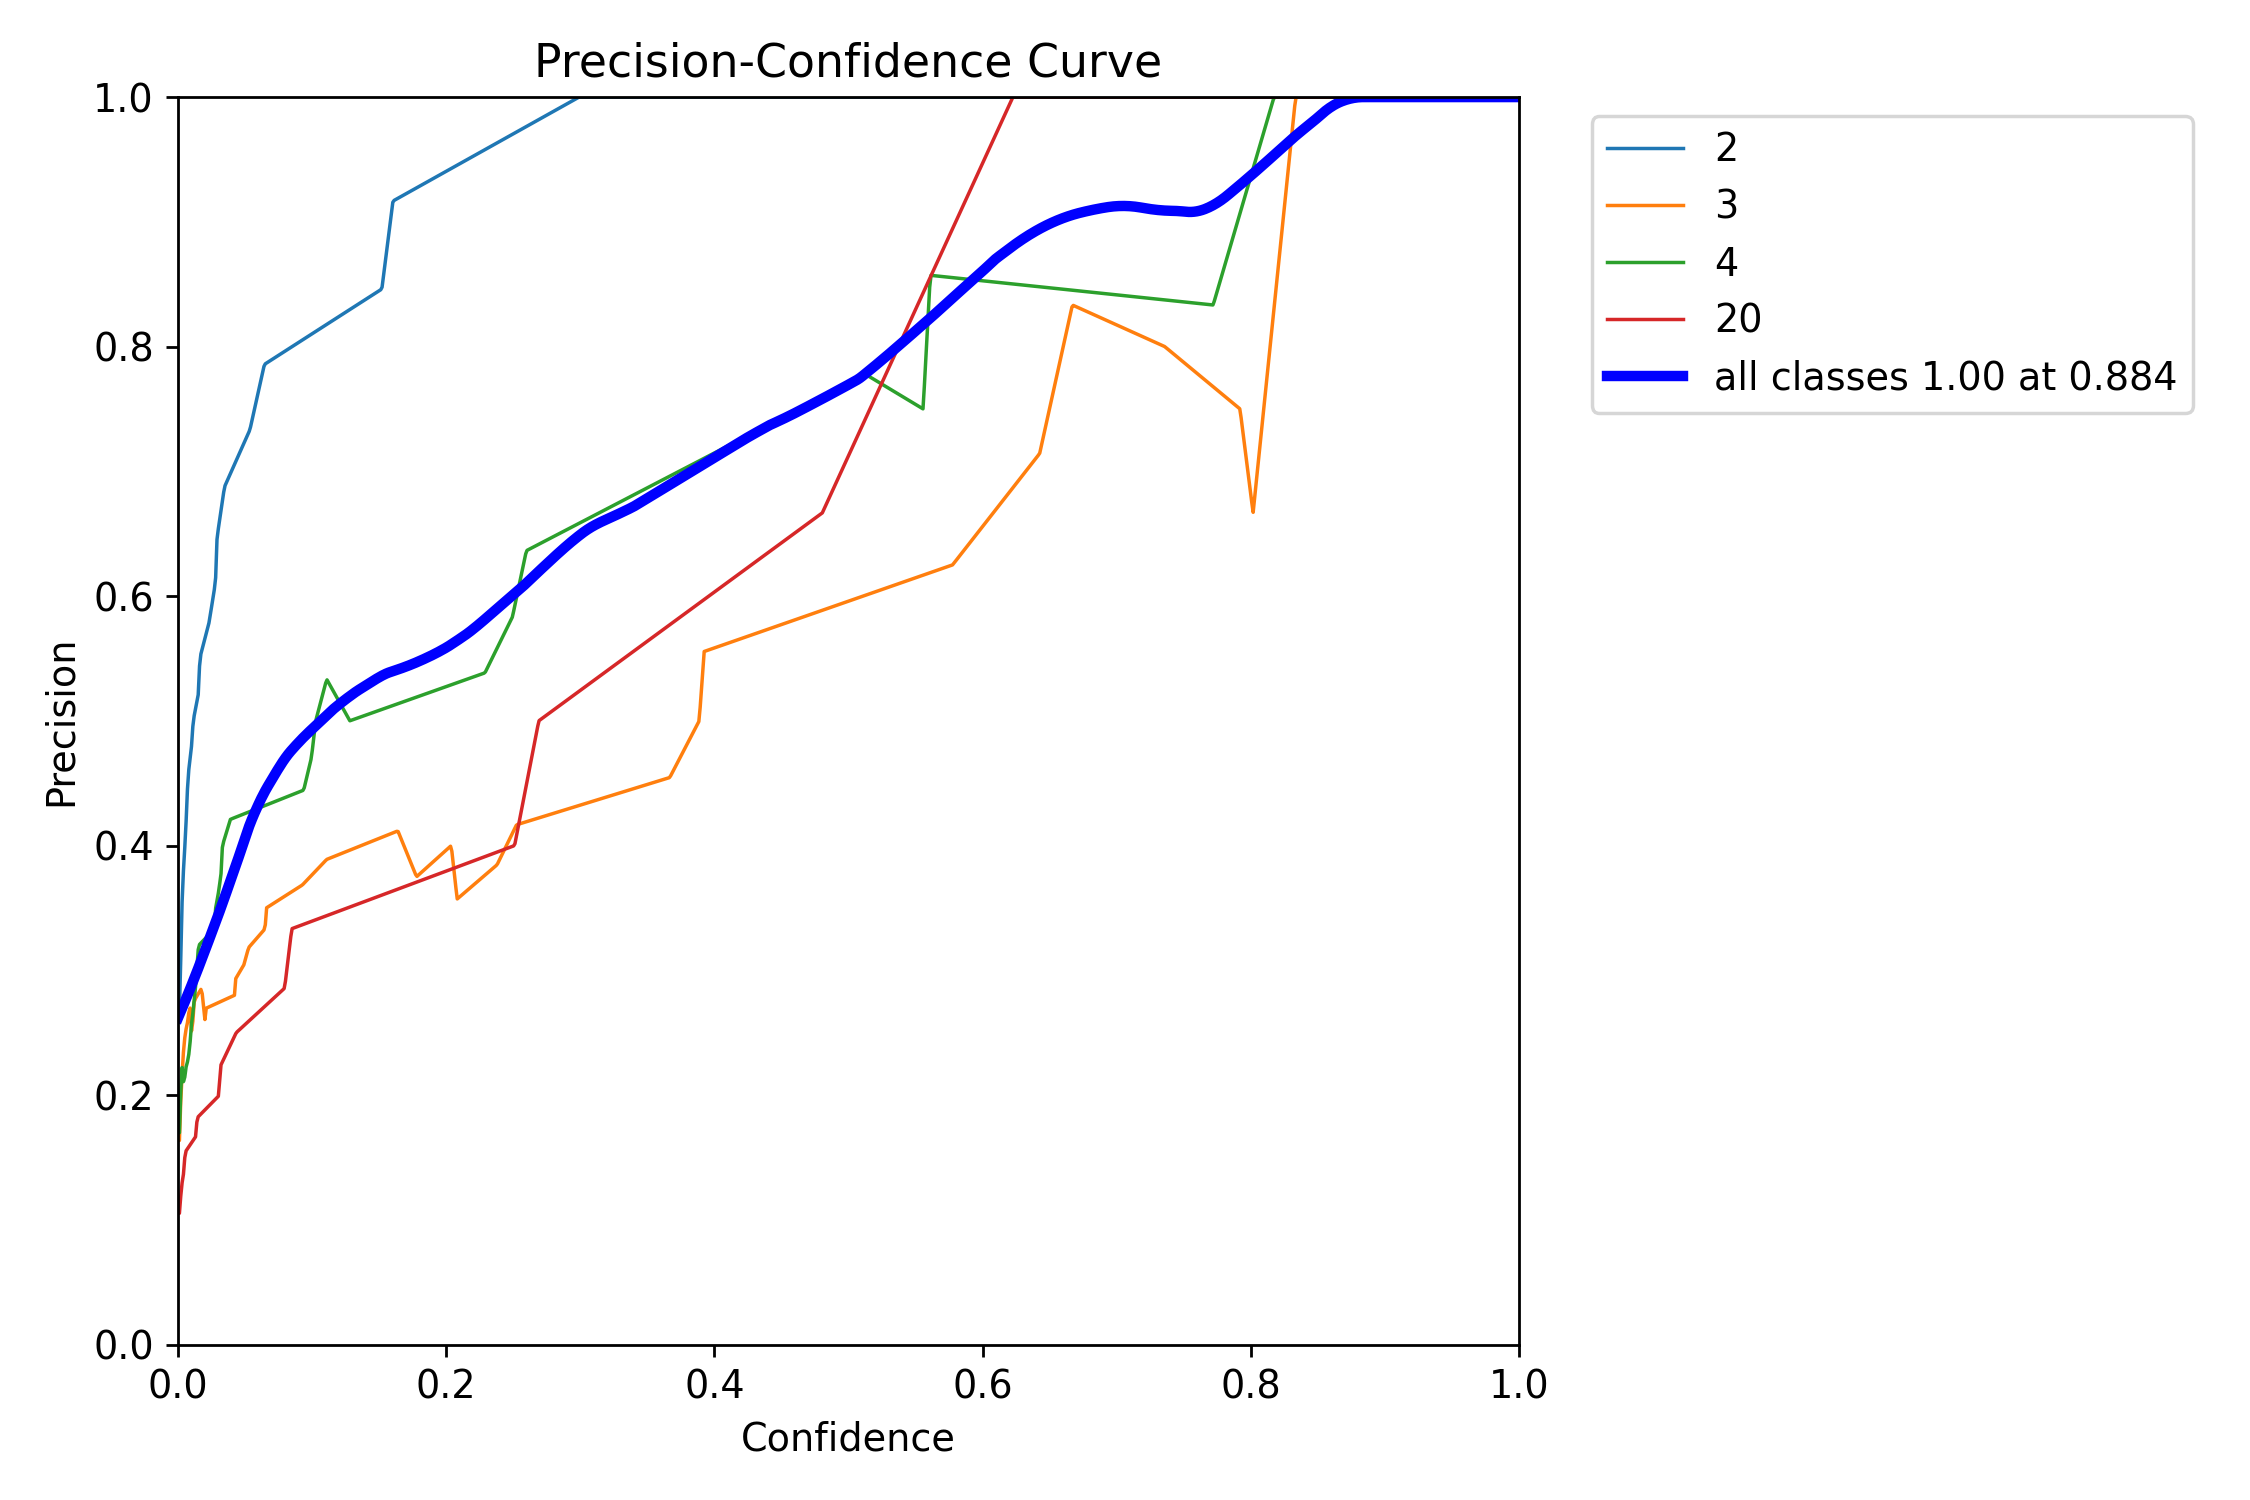 Precision-Confidence Curve
1.0
0.8
0.6
0.4
0.2
0.0
Precision
0.0 0.2 0.4 0.6 0.8 1.0
Confidence
2
3
4
20
all classes 1.00 at 0.884